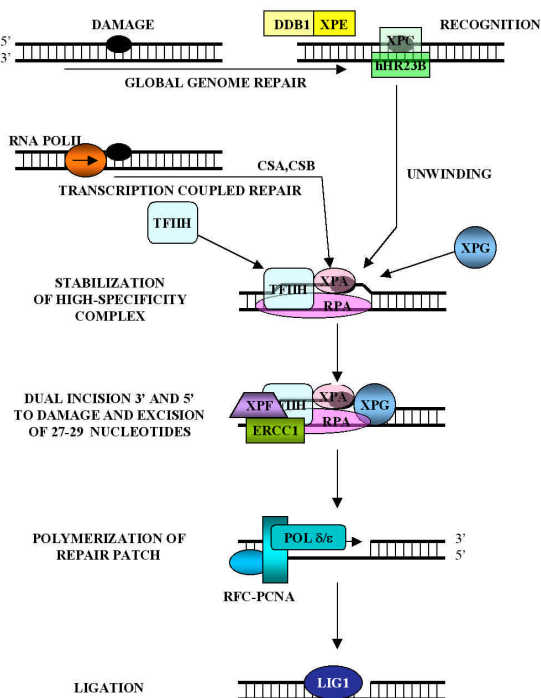 DAMAGE
DDB1 XPE
RECOGNITION
5'
3'
XPC
hHR23B
GLOBAL GENOME REPAIR
RNA POLII
CSA,CSB
UNWINDING
TRANSCRIPTION COUPLED REPAIR
TFIIH
XPG
STABILIZATION
OF HIGH-SPECIFICITY
COMPLEX
TFIIH
XPA
RPA
DUAL INCISION 3' AND 5'
TO DAMAGE AND EXCISION
OF 27-29 NUCLEOTIDES
XPF
TFIIH
XPA
XPG
RPA
ERCC1
POLYMERIZATION OF
REPAIR PATCH
POL δ/ε
3'
5'
RFC-PCNA
LIGATION
LIG1